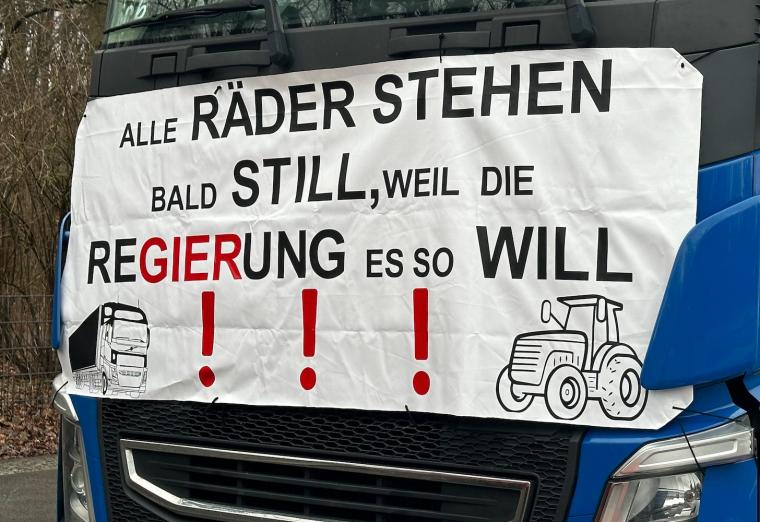 ALLE RÄDER STEHEN
BALD STILL, WEIL DIE
REGIERUNG ES SO WILL
! ! !